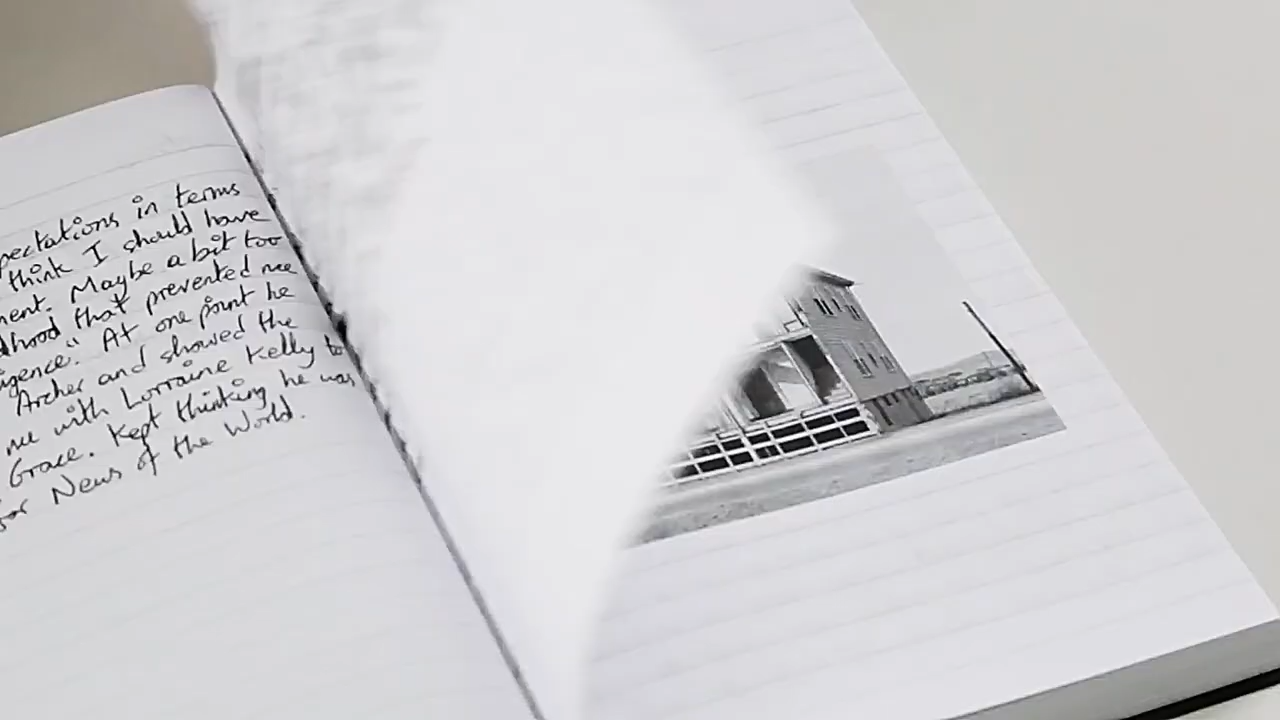 pectations in terms
think I should have
ment. Maybe a bit too
dhood that prevented me
igence." At one point he
Archer and showed the
me with Lorraine Kelly to
Grace. Kept thinking he was
for News of the World.